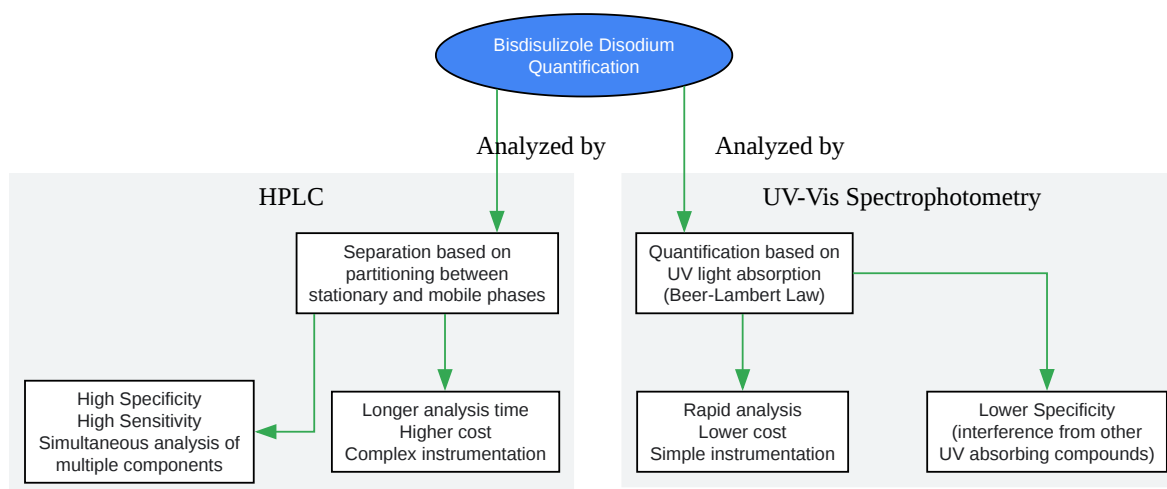 Bisdisulizole Disodium
Quantification
Analyzed by
Analyzed by
HPLC
Separation based on
partitioning between
stationary and mobile phases
High Specificity
High Sensitivity
Simultaneous analysis of
multiple components
Longer analysis time
Higher cost
Complex instrumentation
UV-Vis Spectrophotometry
Quantification based on
UV light absorption
(Beer-Lambert Law)
Rapid analysis
Lower cost
Simple instrumentation
Lower Specificity
(interference from other
UV absorbing compounds)